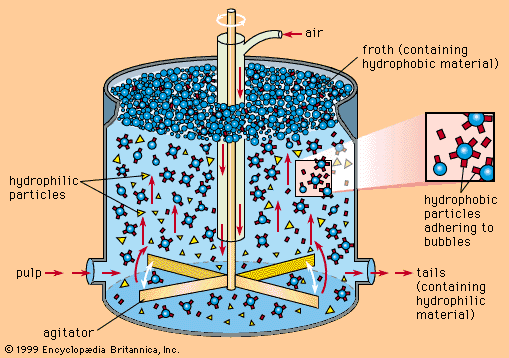 air
froth (containing
hydrophobic material)
hydrophilic
particles
hydrophobic
particles
adhering to
bubbles
pulp
tails
(containing
hydrophilic
material)
agitator
© 1999 Encyclopædia Britannica, Inc.